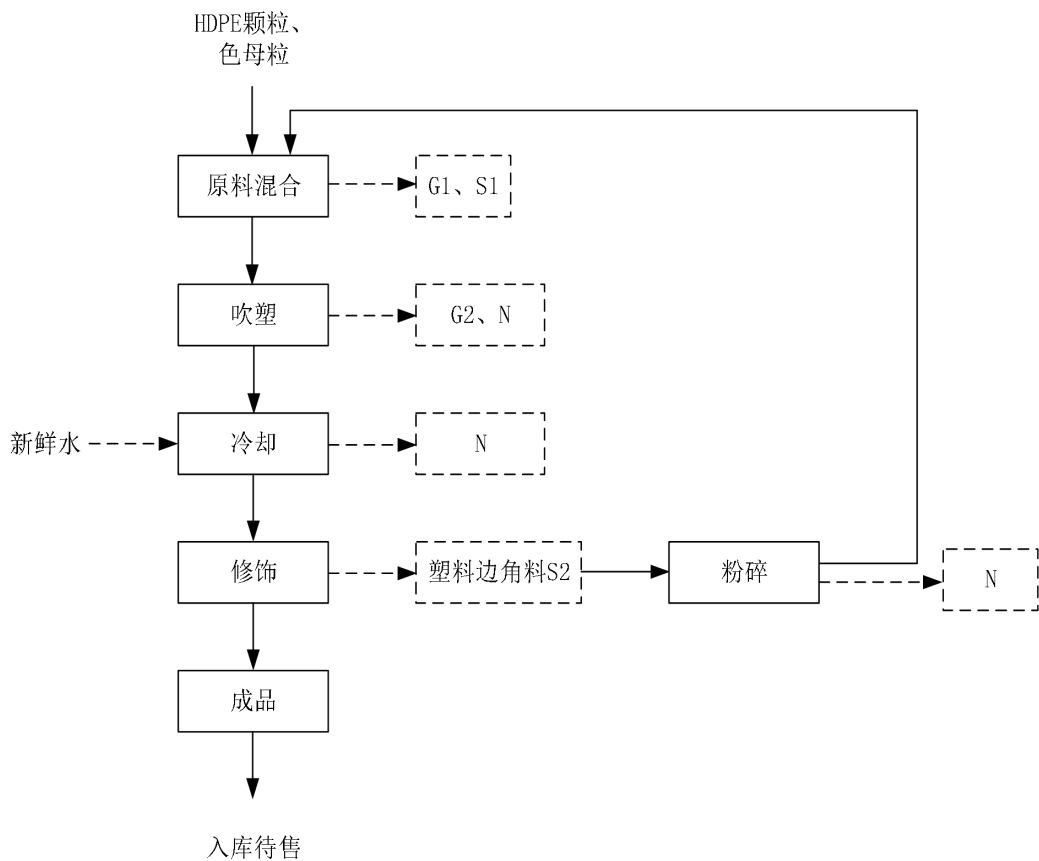 HDPE颗粒、
色母粒
原料混合
G1、S1
吹塑
G2、N
新鲜水
冷却
N
修饰
塑料边角料S2
粉碎
N
成品
入库待售